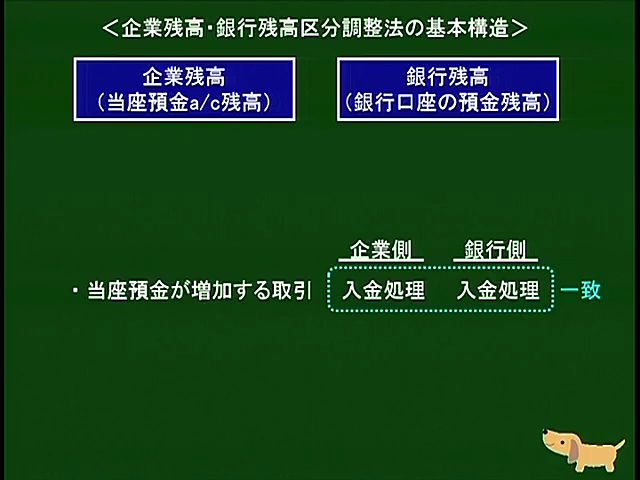 ＜企業残高・銀行残高区分調整法の基本構造＞
企業残高
（当座預金a/c残高）
銀行残高
（銀行口座の預金残高）
企業側 銀行側
・当座預金が増加する取引 入金処理 入金処理 一致